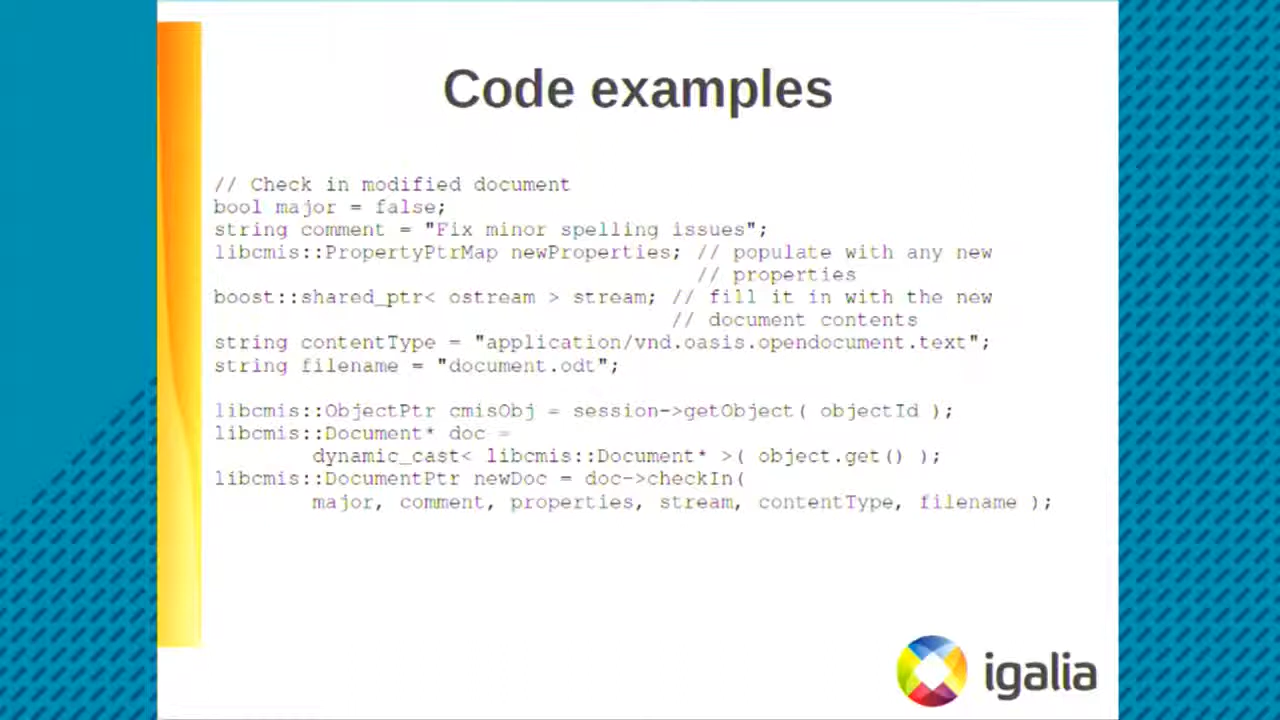 Code examples
// Check in modified document
bool major = false;
string comment = "Fix minor spelling issues";
libcmis::PropertyPtrMap newProperties; // populate with any new
// properties
boost::shared_ptr< ostream > stream; // fill it in with the new
// document contents
string contentType = "application/vnd.oasis.opendocument.text";
string filename = "document.odt";
libcmis::ObjectPtr cmisObj = session->getObject( objectId );
libcmis::Document* doc =
dynamic_cast< libcmis::Document* >( object.get() );
libcmis::DocumentPtr newDoc = doc->checkIn(
major, comment, properties, stream, contentType, filename );
igalia